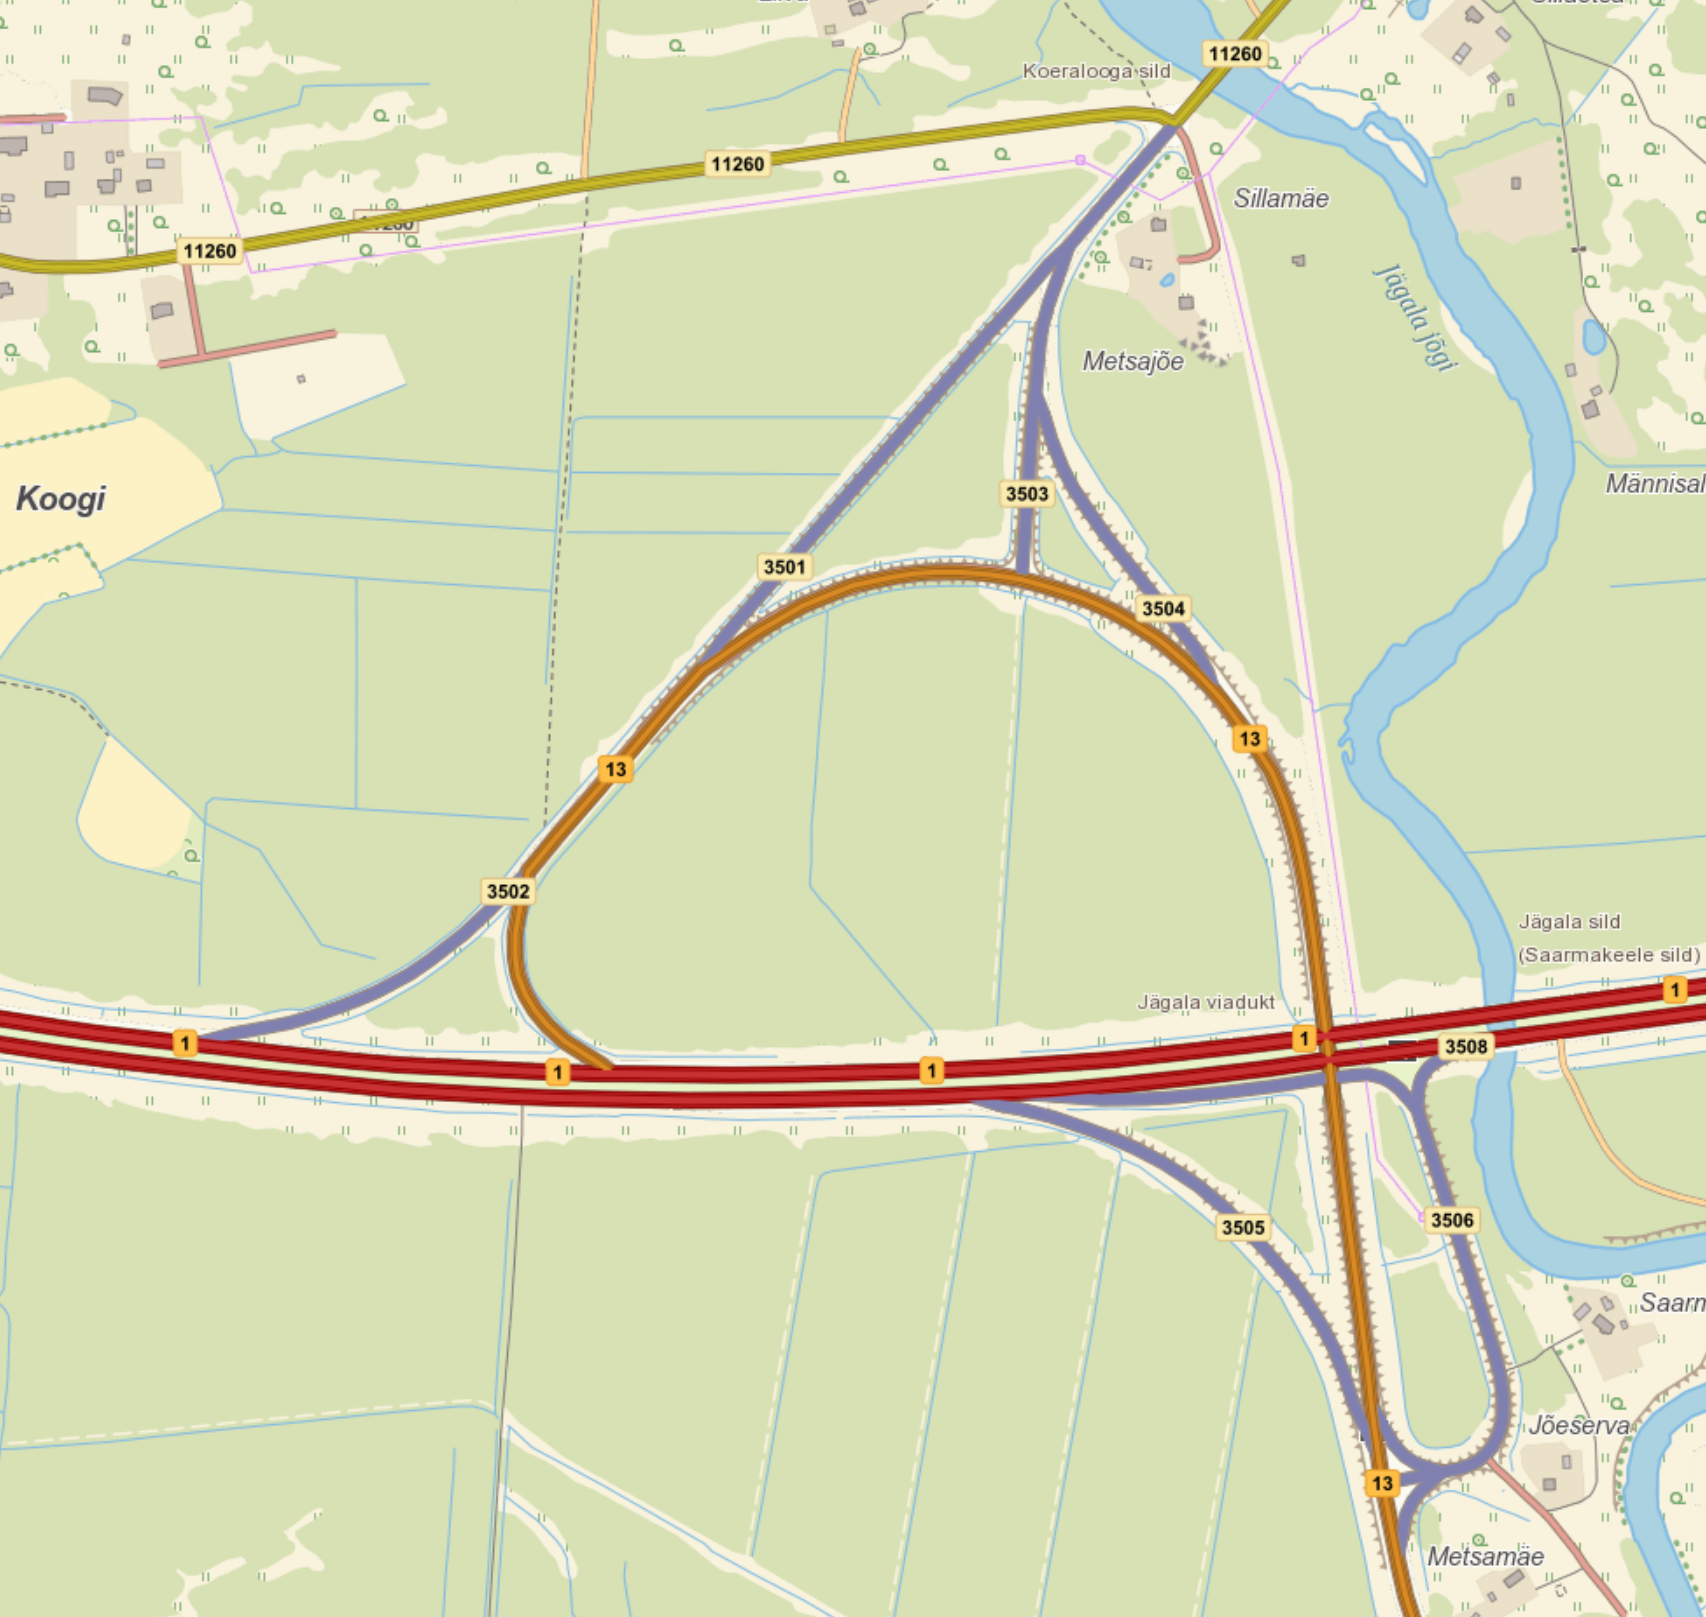 11260
Koeralooga sild
11260
Sillamäe
11260
Jägala jõgi
Metsajõe
Männisal
Koogi
3503
3501
3504
13
13
3502
Jägala sild
(Saarmakeele sild)
1
Jägala viadukt
1
1
3508
1
1
3506
3505
Saarm
Jõeserva
13
Metsamäe